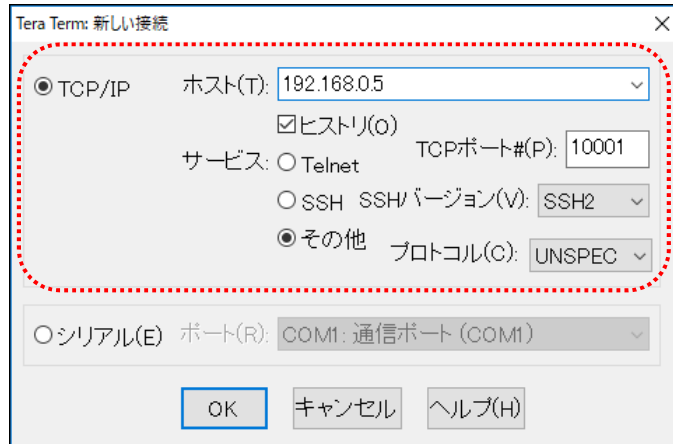 Tera Term: 新しい接続
TCP/IP ホスト(T): 192.168.0.5
ヒストリ(O)
サービス: Telnet TCPポート#(P): 10001
SSH SSHバージョン(V): SSH2
その他 プロトコル(C): UNSPEC
シリアル(E) ポート(R): COM1: 通信ポート (COM1)
OK キャンセル ヘルプ(H)